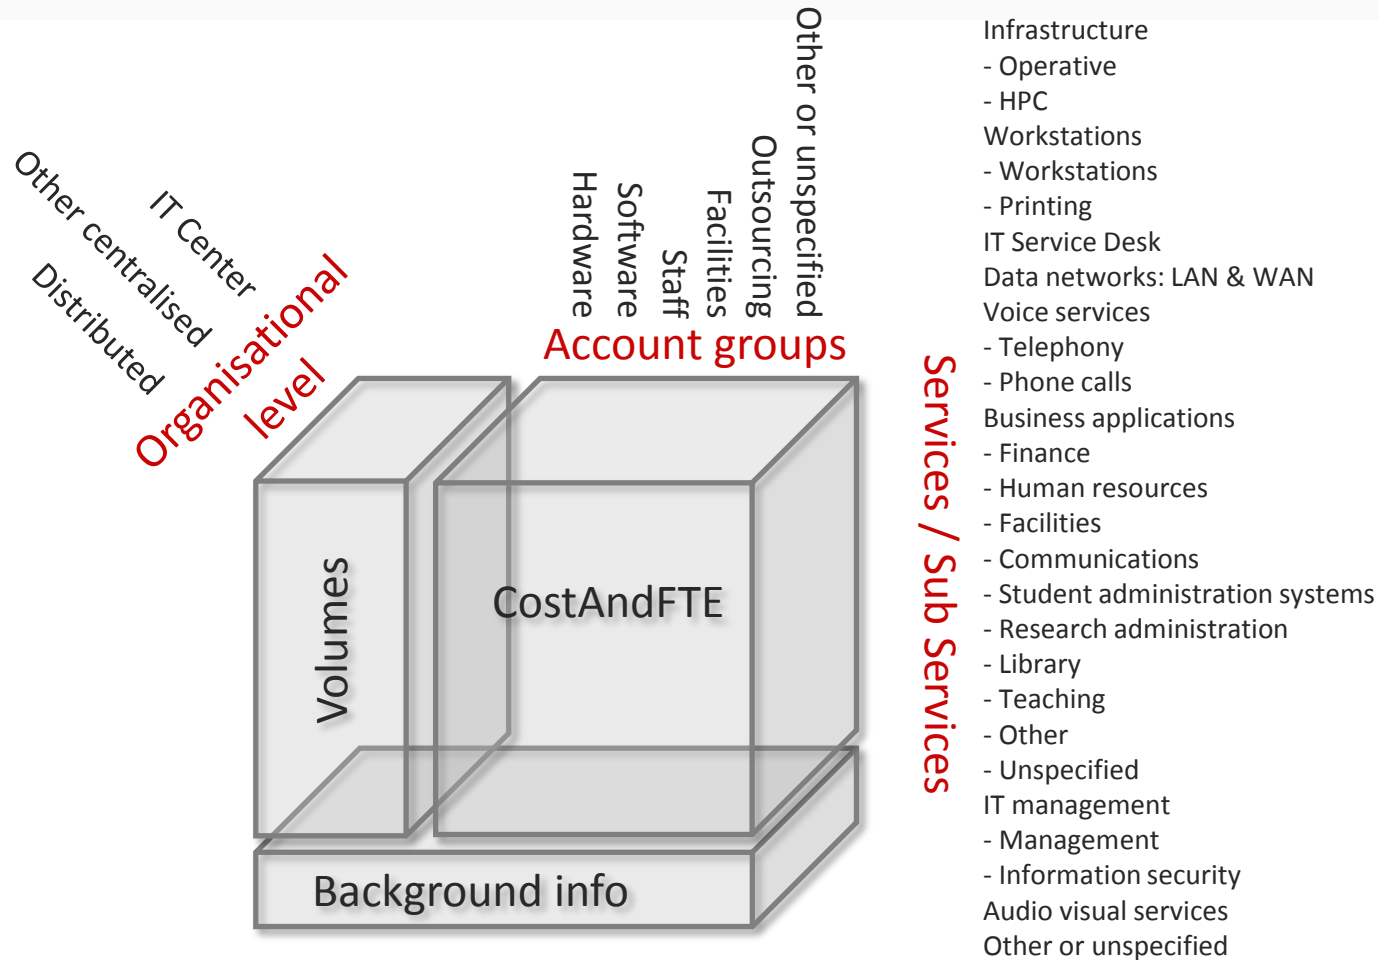 IT Center
Other centralised
Distributed
Organisational
level
Hardware
Software
Staff
Facilities
Outsourcing
Other or unspecified
Account groups
Volumes
CostAndFTE
Background info
Services / Sub Services
Infrastructure
- Operative
- HPC
Workstations
- Workstations
- Printing
IT Service Desk
Data networks: LAN & WAN
Voice services
- Telephony
- Phone calls
Business applications
- Finance
- Human resources
- Facilities
- Communications
- Student administration systems
- Research administration
- Library
- Teaching
- Other
- Unspecified
IT management
- Management
- Information security
Audio visual services
Other or unspecified